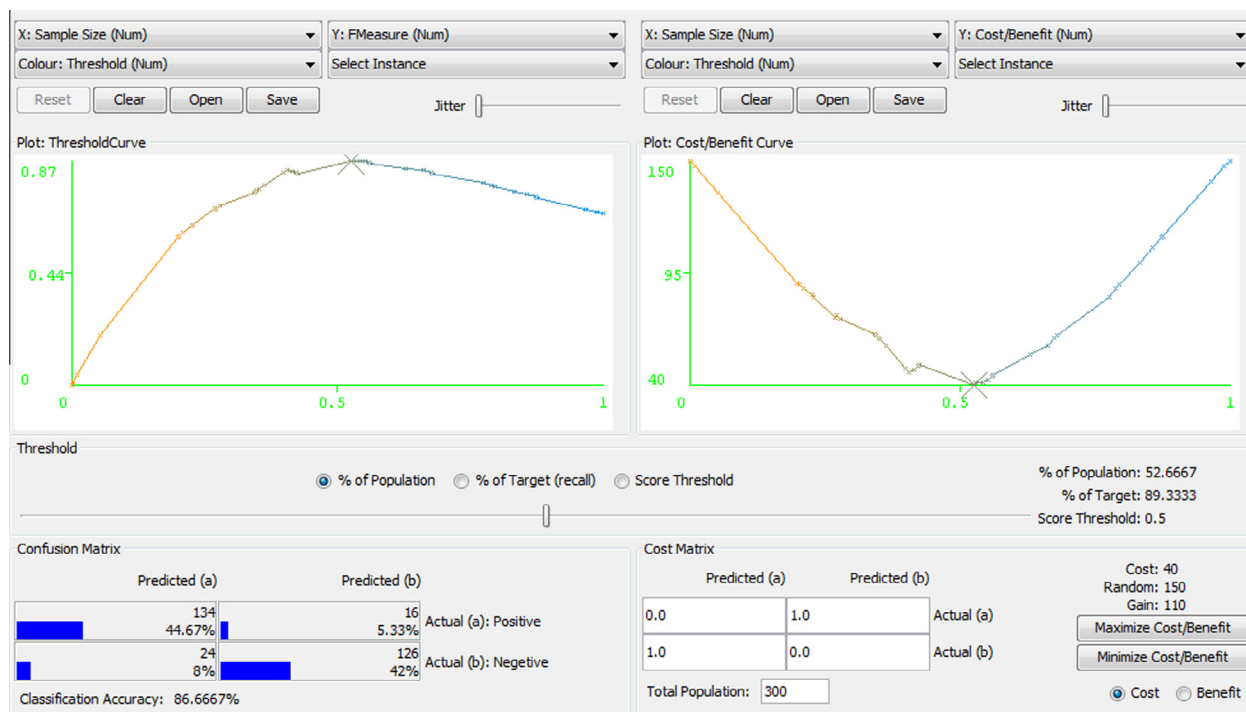 X: Sample Size (Num) Y: FMeasure (Num) X: Sample Size (Num) Y: Cost/Benefit (Num)
Colour: Threshold (Num) Select Instance Colour: Threshold (Num) Select Instance
Reset Clear Open Save Jitter Reset Clear Open Save Jitter
Plot: ThresholdCurve Plot: Cost/Benefit Curve
0.87 150
0.44 95
0 40
0 0.5 1 0 0.5 1
Threshold
% of Population % of Target (recall) Score Threshold
% of Population: 52.6667
% of Target: 89.3333
Score Threshold: 0.5
Confusion Matrix
Predicted (a) Predicted (b)
134 16
44.67% 5.33% Actual (a): Positive
24 126
8% 42% Actual (b): Negetive
Classification Accuracy: 86.6667%
Cost Matrix
Predicted (a) Predicted (b)
0.0 1.0 Actual (a)
1.0 0.0 Actual (b)
Total Population: 300
Cost: 40
Random: 150
Gain: 110
Maximize Cost/Benefit
Minimize Cost/Benefit
Cost Benefit